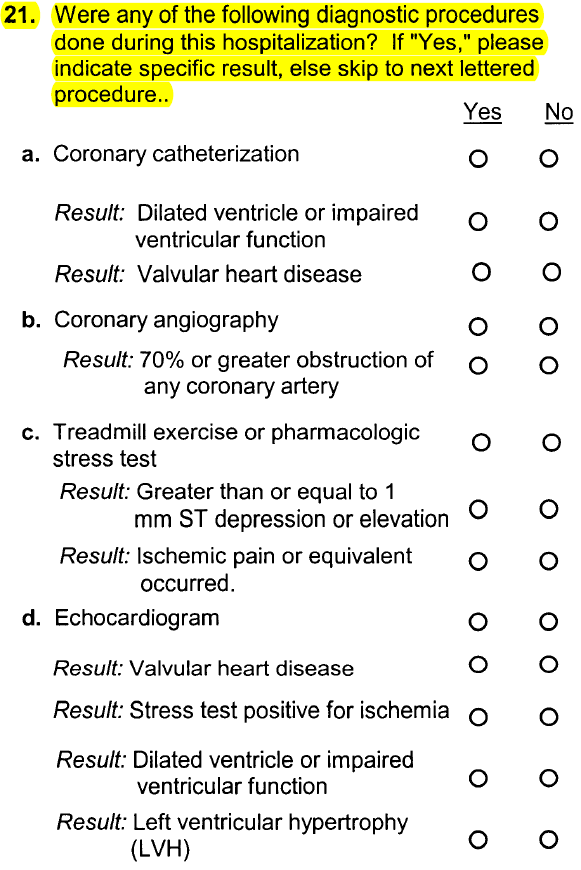 21. Were any of the following diagnostic procedures
done during this hospitalization? If "Yes," please
indicate specific result, else skip to next lettered
procedure..
Yes No
a. Coronary catheterization
Result: Dilated ventricle or impaired
ventricular function
Result: Valvular heart disease
b. Coronary angiography
Result: 70% or greater obstruction of
any coronary artery
c. Treadmill exercise or pharmacologic
stress test
Result: Greater than or equal to 1
mm ST depression or elevation
Result: Ischemic pain or equivalent
occurred.
d. Echocardiogram
Result: Valvular heart disease
Result: Stress test positive for ischemia
Result: Dilated ventricle or impaired
ventricular function
Result: Left ventricular hypertrophy
(LVH)